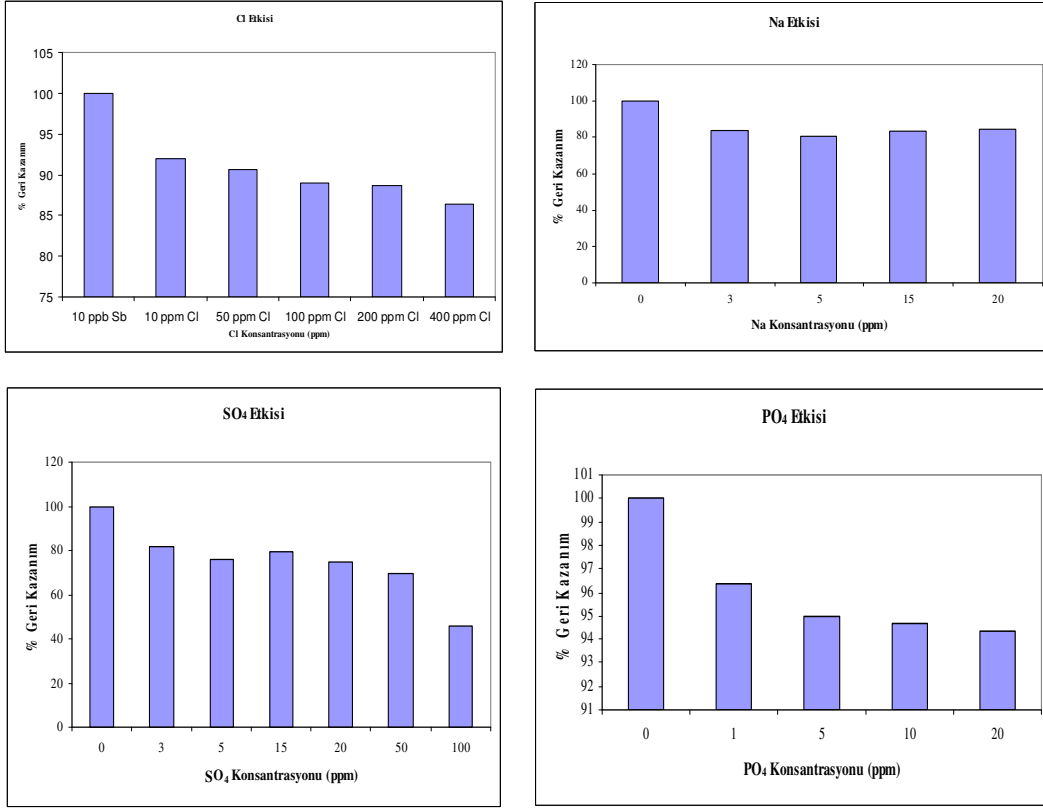 Cl Etkisi
105
100
95
90
85
80
75
% Geri Kazanım
10 ppb Sb 10 ppm Cl 50 ppm Cl 100 ppm Cl 200 ppm Cl 400 ppm Cl
Cl Konsantrasyonu (ppm)
Na Etkisi
120
100
80
60
40
20
0
% Geri Kazanım
0 3 5 15 20
Na Konsantrasyonu (ppm)
SO4 Etkisi
120
100
80
60
40
20
0
% Geri Kazanım
0 3 5 15 20 50 100
SO4 Konsantrasyonu (ppm)
PO4 Etkisi
101
100
99
98
97
96
95
94
93
92
91
% Geri Kazanım
0 1 5 10 20
PO4 Konsantrasyonu (ppm)